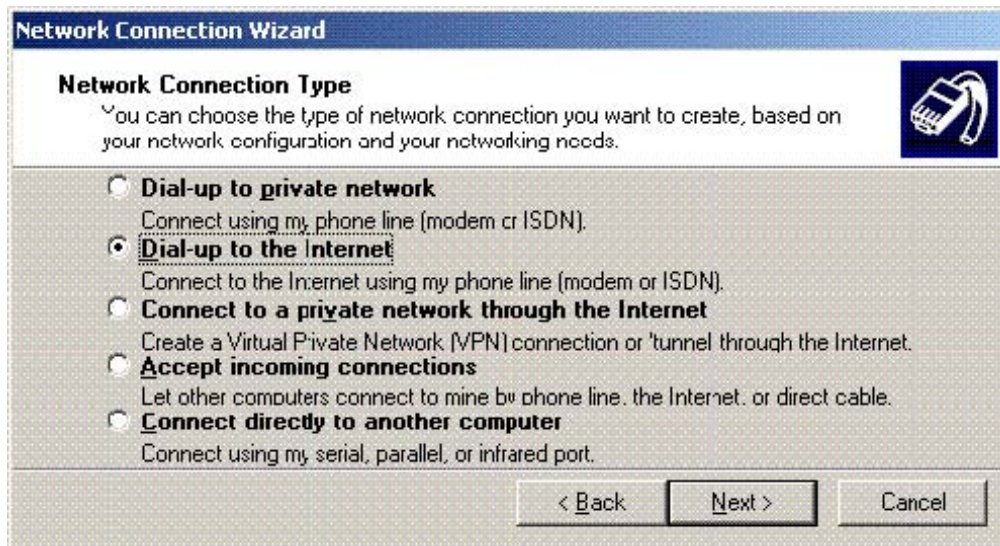 Network Connection Wizard
Network Connection Type
You can choose the type of network connection you want to create, based on
your network configuration and your networking needs.
Dial-up to private network
Connect using my phone line (modem or ISDN).
Dial-up to the Internet
Connect to the Internet using my phone line (modem or ISDN).
Connect to a private network through the Internet
Create a Virtual Private Network (VPN) connection or 'tunnel through the Internet.
Accept incoming connections
Let other computers connect to mine by phone line, the Internet, or direct cable.
Connect directly to another computer
Connect using my serial, parallel, or infrared port.
< Back
Next >
Cancel